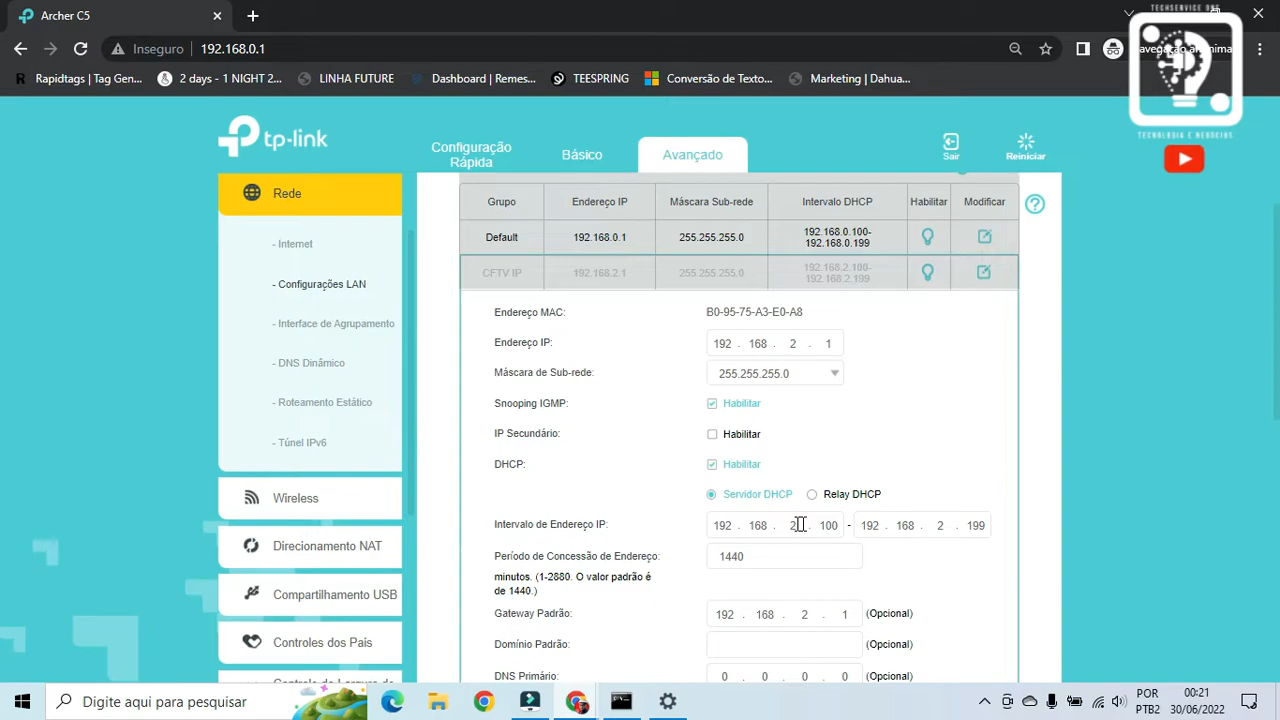 TECHSERVICE ONE
Archer C5
Inseguro
192.168.0.1
Rapidtags | Tag Gen...
2 days - 1 NIGHT 2...
LINHA FUTURE
Dashboard | Remes...
TEESPRING
Conversão de Texto...
Marketing | Dahua...
TECNOLOGIA E NEGÓCIOS
tp-link
Configuração
Rápida
Básico
Avançado
Sair
Reiniciar
Rede
- Internet
- Configurações LAN
- Interface de Agrupamento
- DNS Dinâmico
- Roteamento Estático
- Túnel IPv6
Wireless
Direcionamento NAT
Compartilhamento USB
Controles dos Pais
Grupo Endereço IP Máscara Sub-rede Intervalo DHCP Habilitar Modificar
Default 192.168.0.1 255.255.255.0 192.168.0.100-
192.168.0.199
CFTV IP 192.168.2.1 255.255.255.0 192.168.2.100-
192.168.2.199
Endereço MAC: B0-95-75-A3-E0-A8
Endereço IP: 192 . 168 . 2 . 1
Máscara de Sub-rede: 255.255.255.0
Snooping IGMP: Habilitar
IP Secundário: Habilitar
DHCP: Habilitar
Servidor DHCP Relay DHCP
Intervalo de Endereço IP: 192 . 168 . 2 . 100 - 192 . 168 . 2 . 199
Período de Concessão de Endereço: 1440
minutos. (1-2880. O valor padrão é
de 1440.)
Gateway Padrão: 192 . 168 . 2 . 1 (Opcional)
Domínio Padrão: (Opcional)
DNS Primário: 0 . 0 . 0 . 0 (Opcional)
Digite aqui para pesquisar
POR
PTB2
00:21
30/06/2022